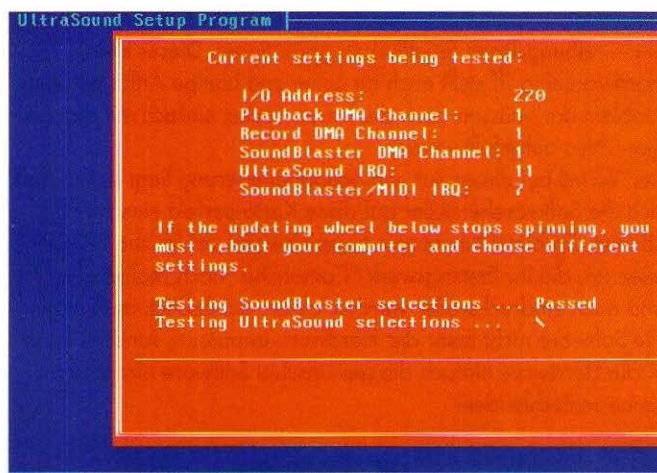 UltraSound Setup Program
Current settings being tested:
I/O Address: 220
Playback DMA Channel: 1
Record DMA Channel: 1
SoundBlaster DMA Channel: 1
UltraSound IRQ: 11
SoundBlaster/MIDI IRQ: 7
If the updating wheel below stops spinning, you
must reboot your computer and choose different
settings.
Testing SoundBlaster selections ... Passed
Testing UltraSound selections ... \